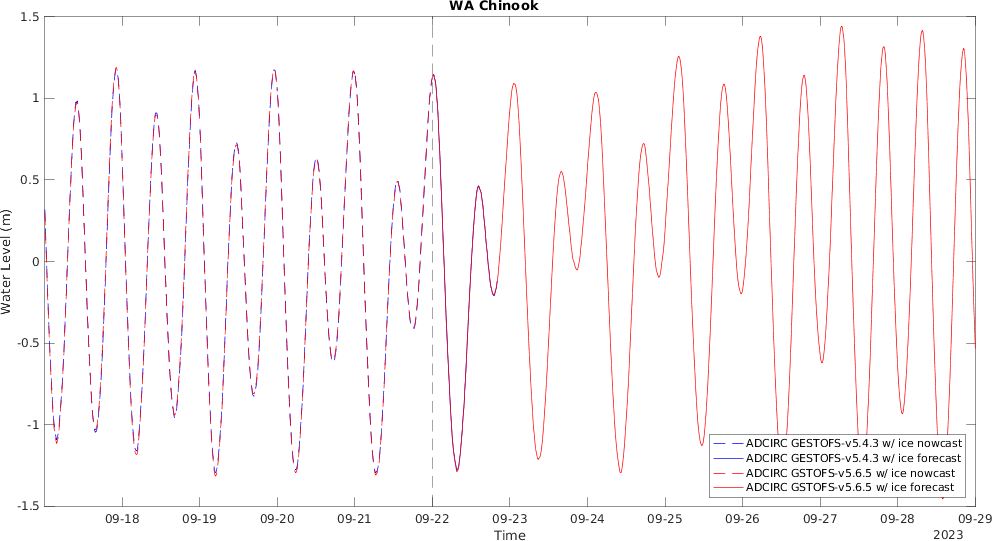 WA Chinook
1.5
1
0.5
0
-0.5
-1
-1.5
Water Level (m)
ADCIRC GESTOFS-v5.4.3 w/ ice nowcast
ADCIRC GESTOFS-v5.4.3 w/ ice forecast
ADCIRC GSTOFS-v5.6.5 w/ ice nowcast
ADCIRC GSTOFS-v5.6.5 w/ ice forecast
09-18 09-19 09-20 09-21 09-22 09-23 09-24 09-25 09-26 09-27 09-28 09-29
Time
2023